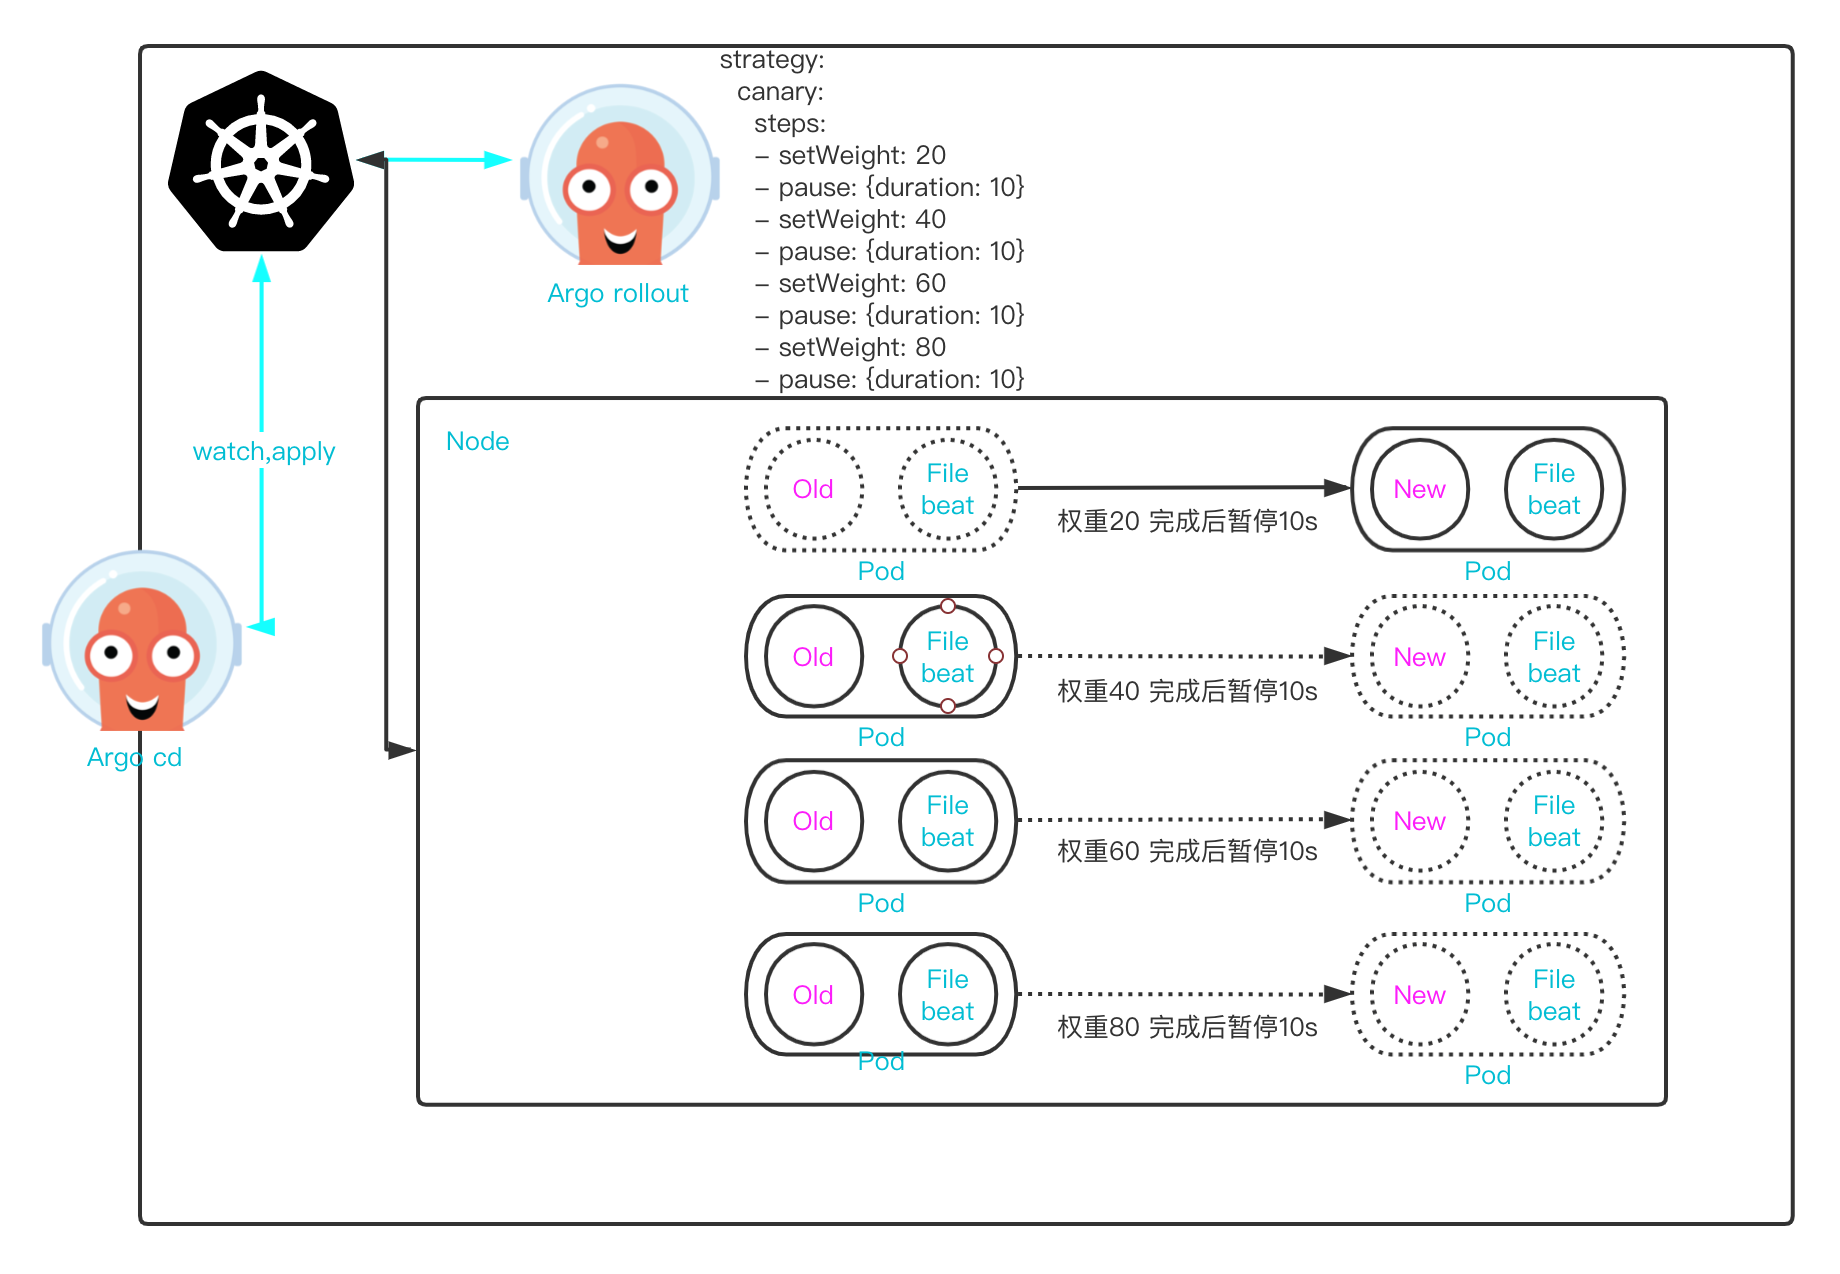 strategy:
canary:
steps:
– setWeight: 20
– pause: {duration: 10}
– setWeight: 40
– pause: {duration: 10}
– setWeight: 60
– pause: {duration: 10}
– setWeight: 80
– pause: {duration: 10}
Argo rollout
watch,apply
Argo cd
Node
Old
File
beat
Pod
权重20 完成后暂停10s
New
File
beat
Pod
Old
File
beat
Pod
权重40 完成后暂停10s
New
File
beat
Pod
Old
File
beat
Pod
权重60 完成后暂停10s
New
File
beat
Pod
Old
File
beat
Pod
权重80 完成后暂停10s
New
File
beat
Pod